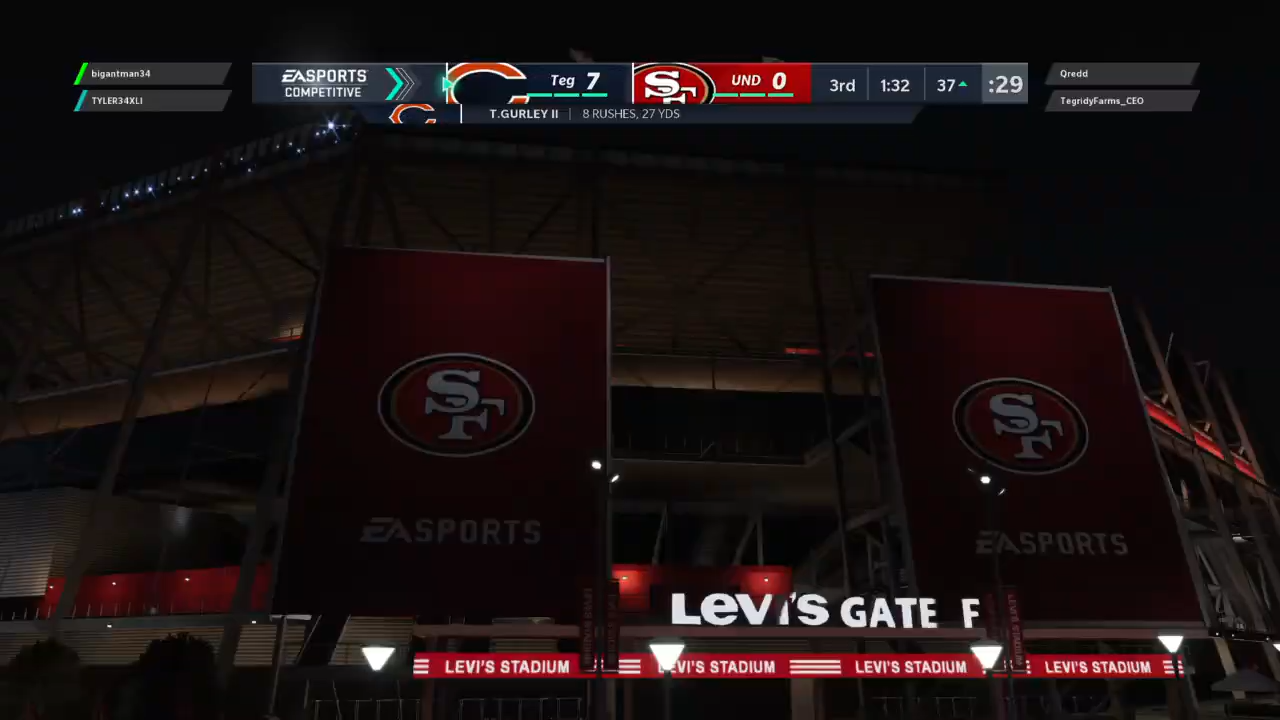 bigantman34
TYLER34XLI
EA SPORTS
COMPETITIVE
Teg 7
UND 0
3rd 1:32 37 :29
T.GURLEY II 8 RUSHES, 27 YDS
Qredd
TegridyFarms_CEO
SF
SF
EA SPORTS
EA SPORTS
LEVI'S GATE F
LEVI'S STADIUM LEVI'S STADIUM LEVI'S STADIUM LEVI'S STADIUM